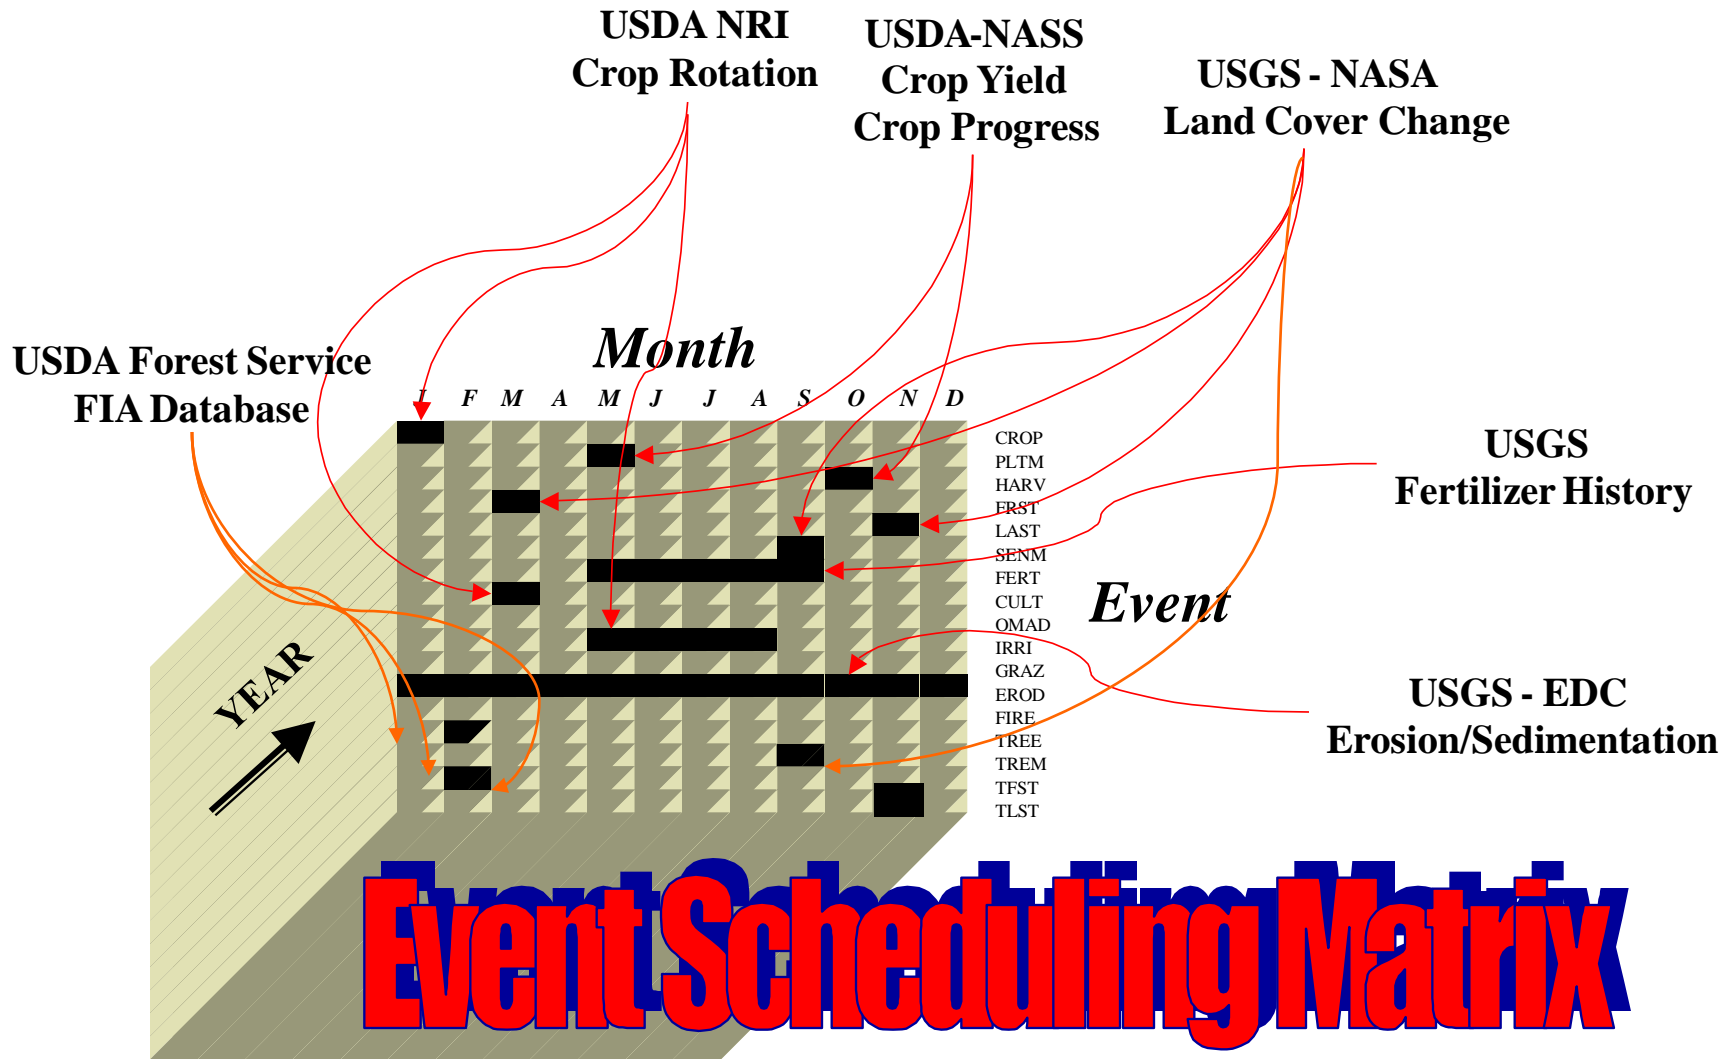 USDA NRI
Crop Rotation
USDA-NASS
Crop Yield
Crop Progress
USGS - NASA
Land Cover Change
USDA Forest Service
FIA Database
Month
J F M A M J J A S O N D
CROP
PLTM
HARV
FRST
LAST
SENM
FERT
CULT
OMAD
IRRI
GRAZ
EROD
FIRE
TREE
TREM
TFST
TLST
Event
USGS
Fertilizer History
USGS - EDC
Erosion/Sedimentation
YEAR
Event Scheduling Matrix